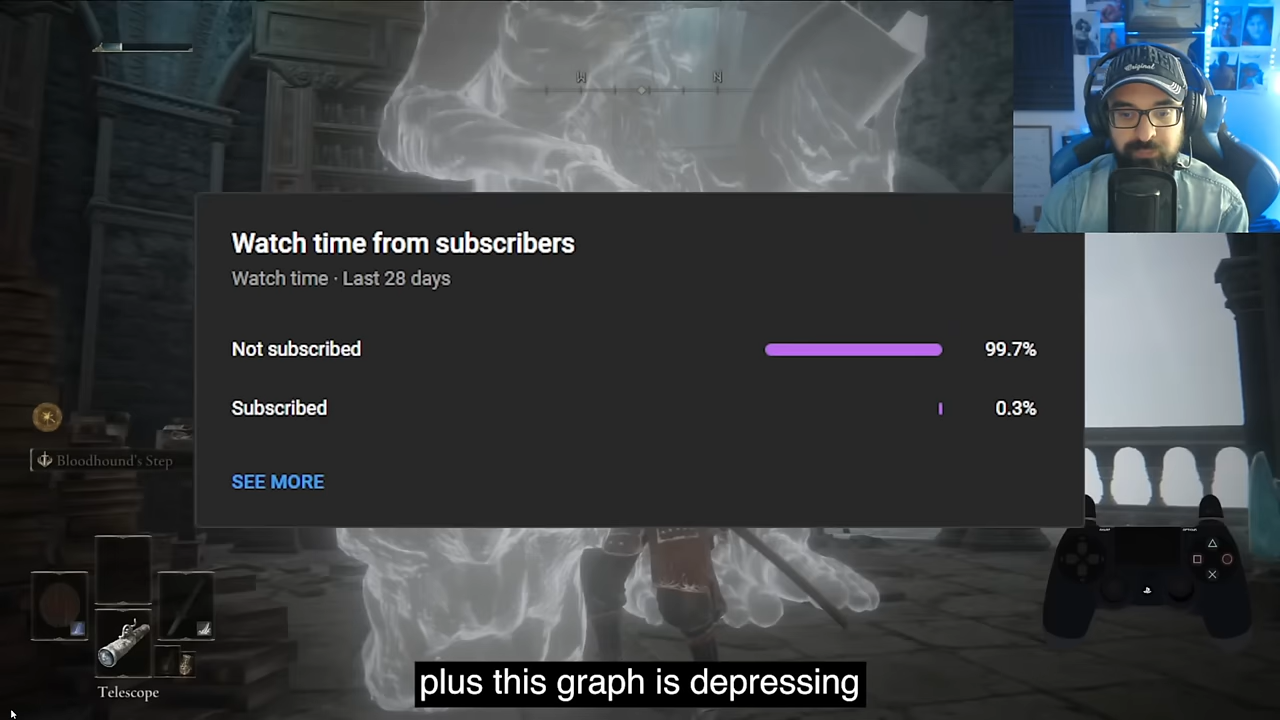 W N
Original
Watch time from subscribers
Watch time · Last 28 days
Not subscribed 99.7%
Subscribed 0.3%
SEE MORE
Bloodhound's Step
Telescope
plus this graph is depressing